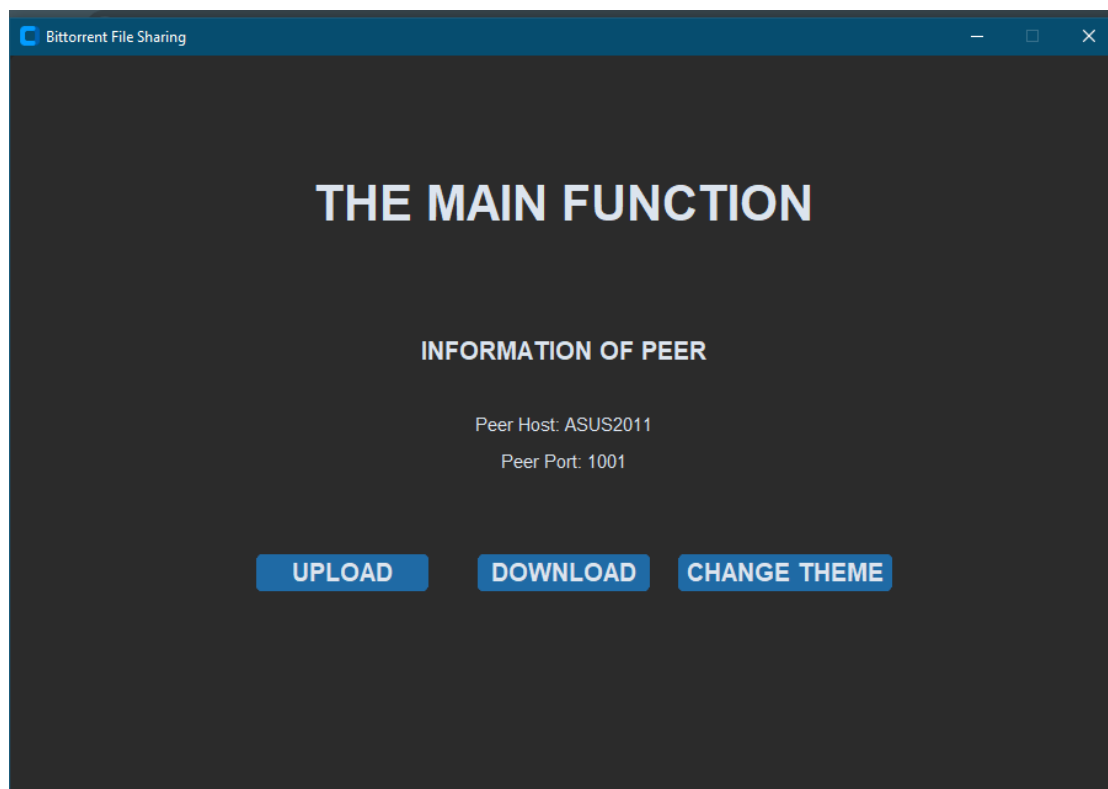 Bittorrent File Sharing
THE MAIN FUNCTION
INFORMATION OF PEER
Peer Host: ASUS2011
Peer Port: 1001
UPLOAD DOWNLOAD CHANGE THEME